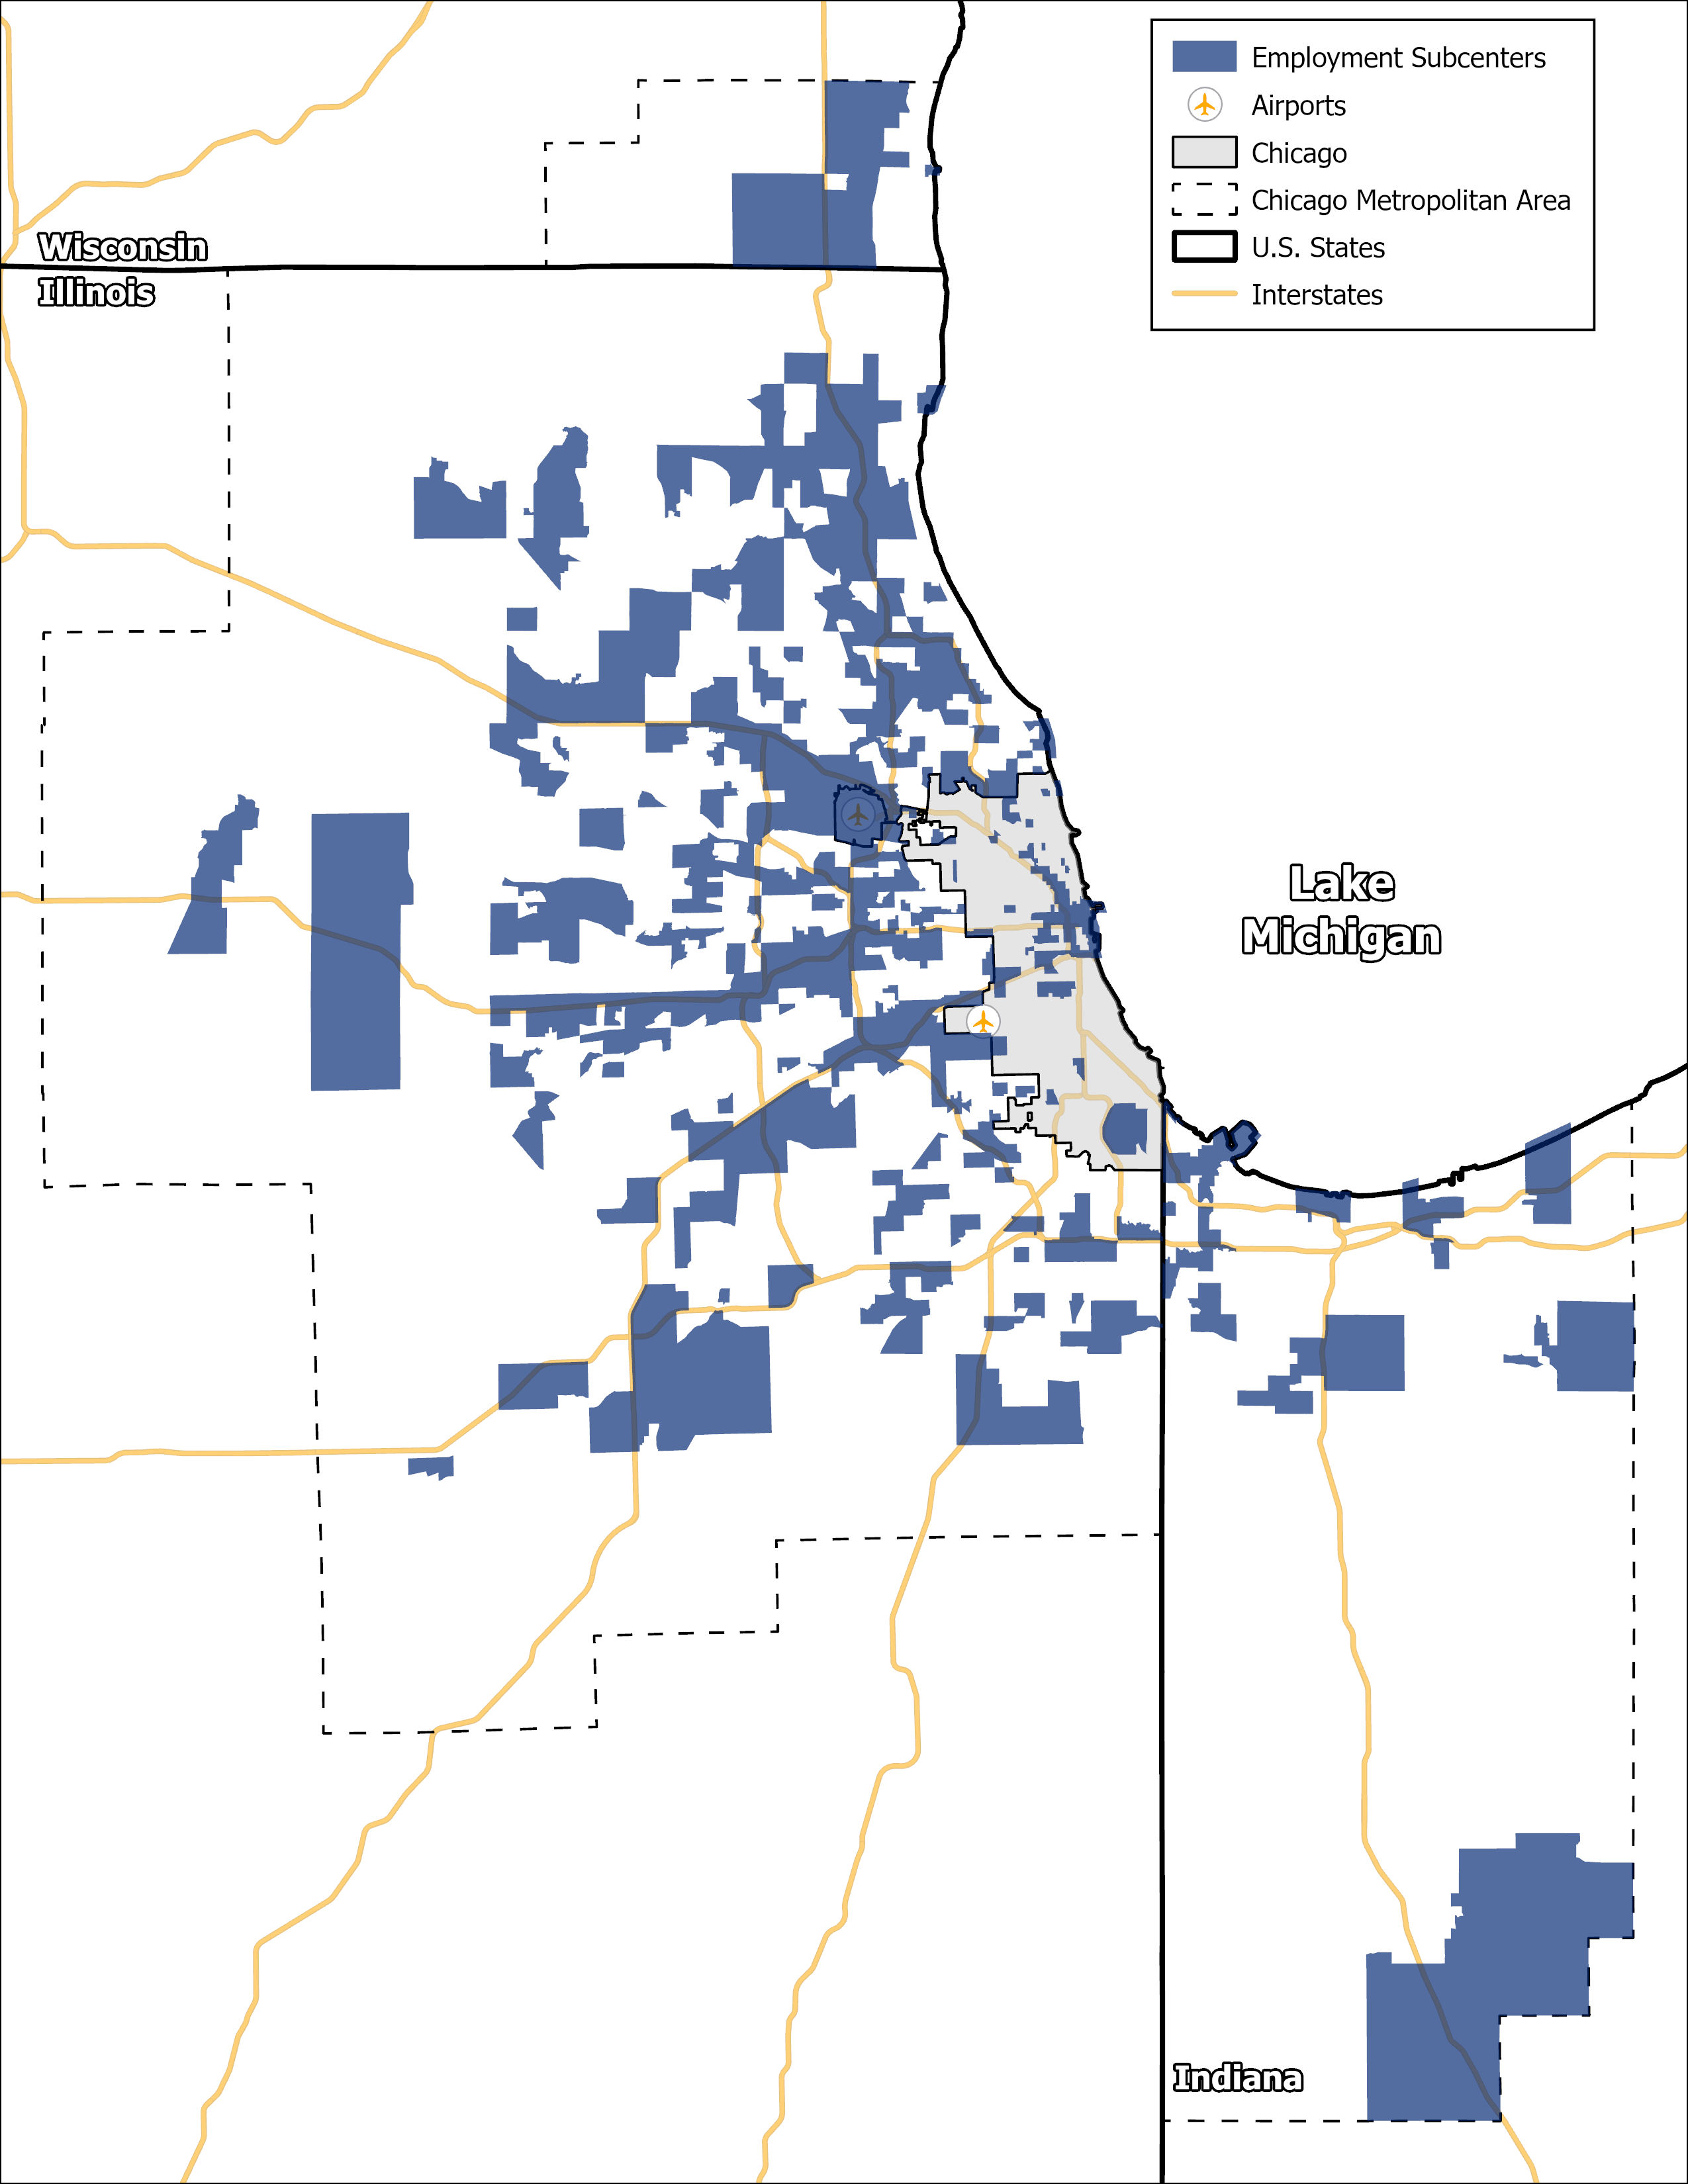 Employment Subcenters
Airports
Chicago
Chicago Metropolitan Area
U.S. States
Interstates
Wisconsin
Illinois
Lake
Michigan
Indiana